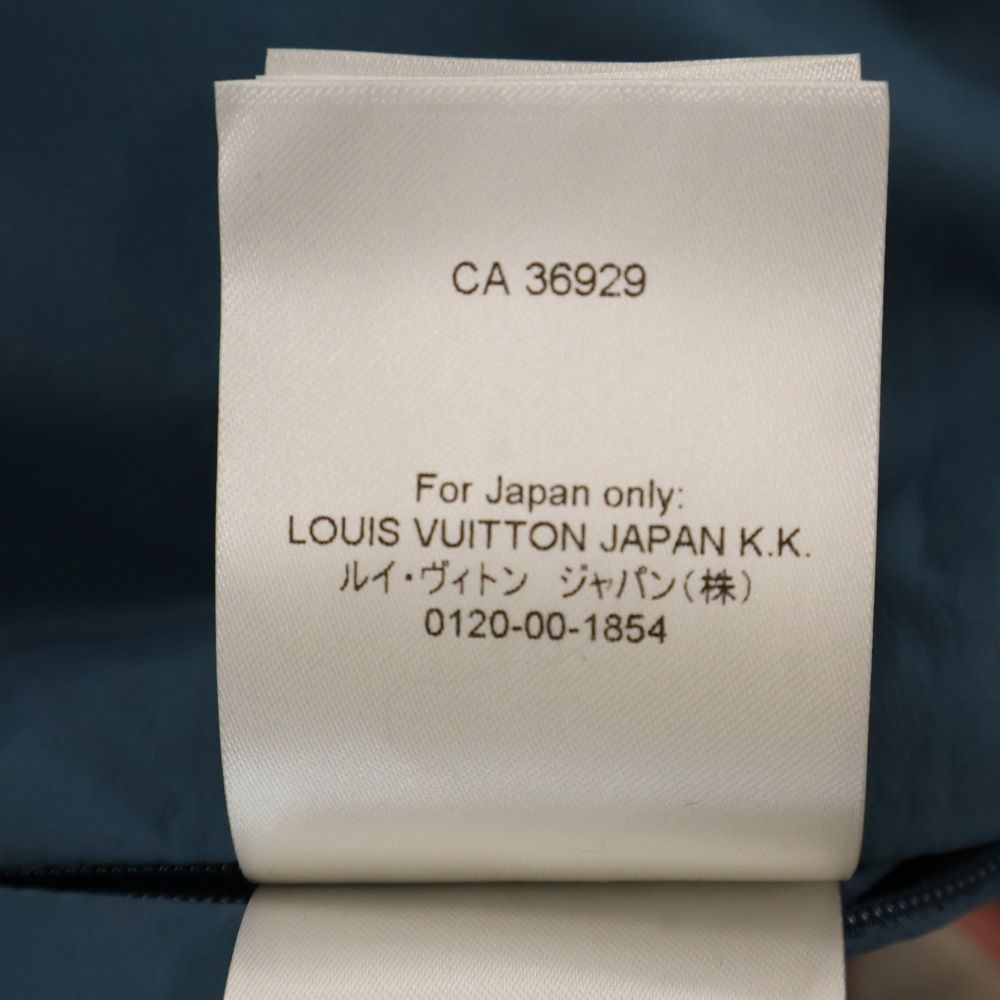 CA 36929
For Japan only:
LOUIS VUITTON JAPAN K.K.
ルイ・ヴィトン　ジャパン（株）
0120-00-1854